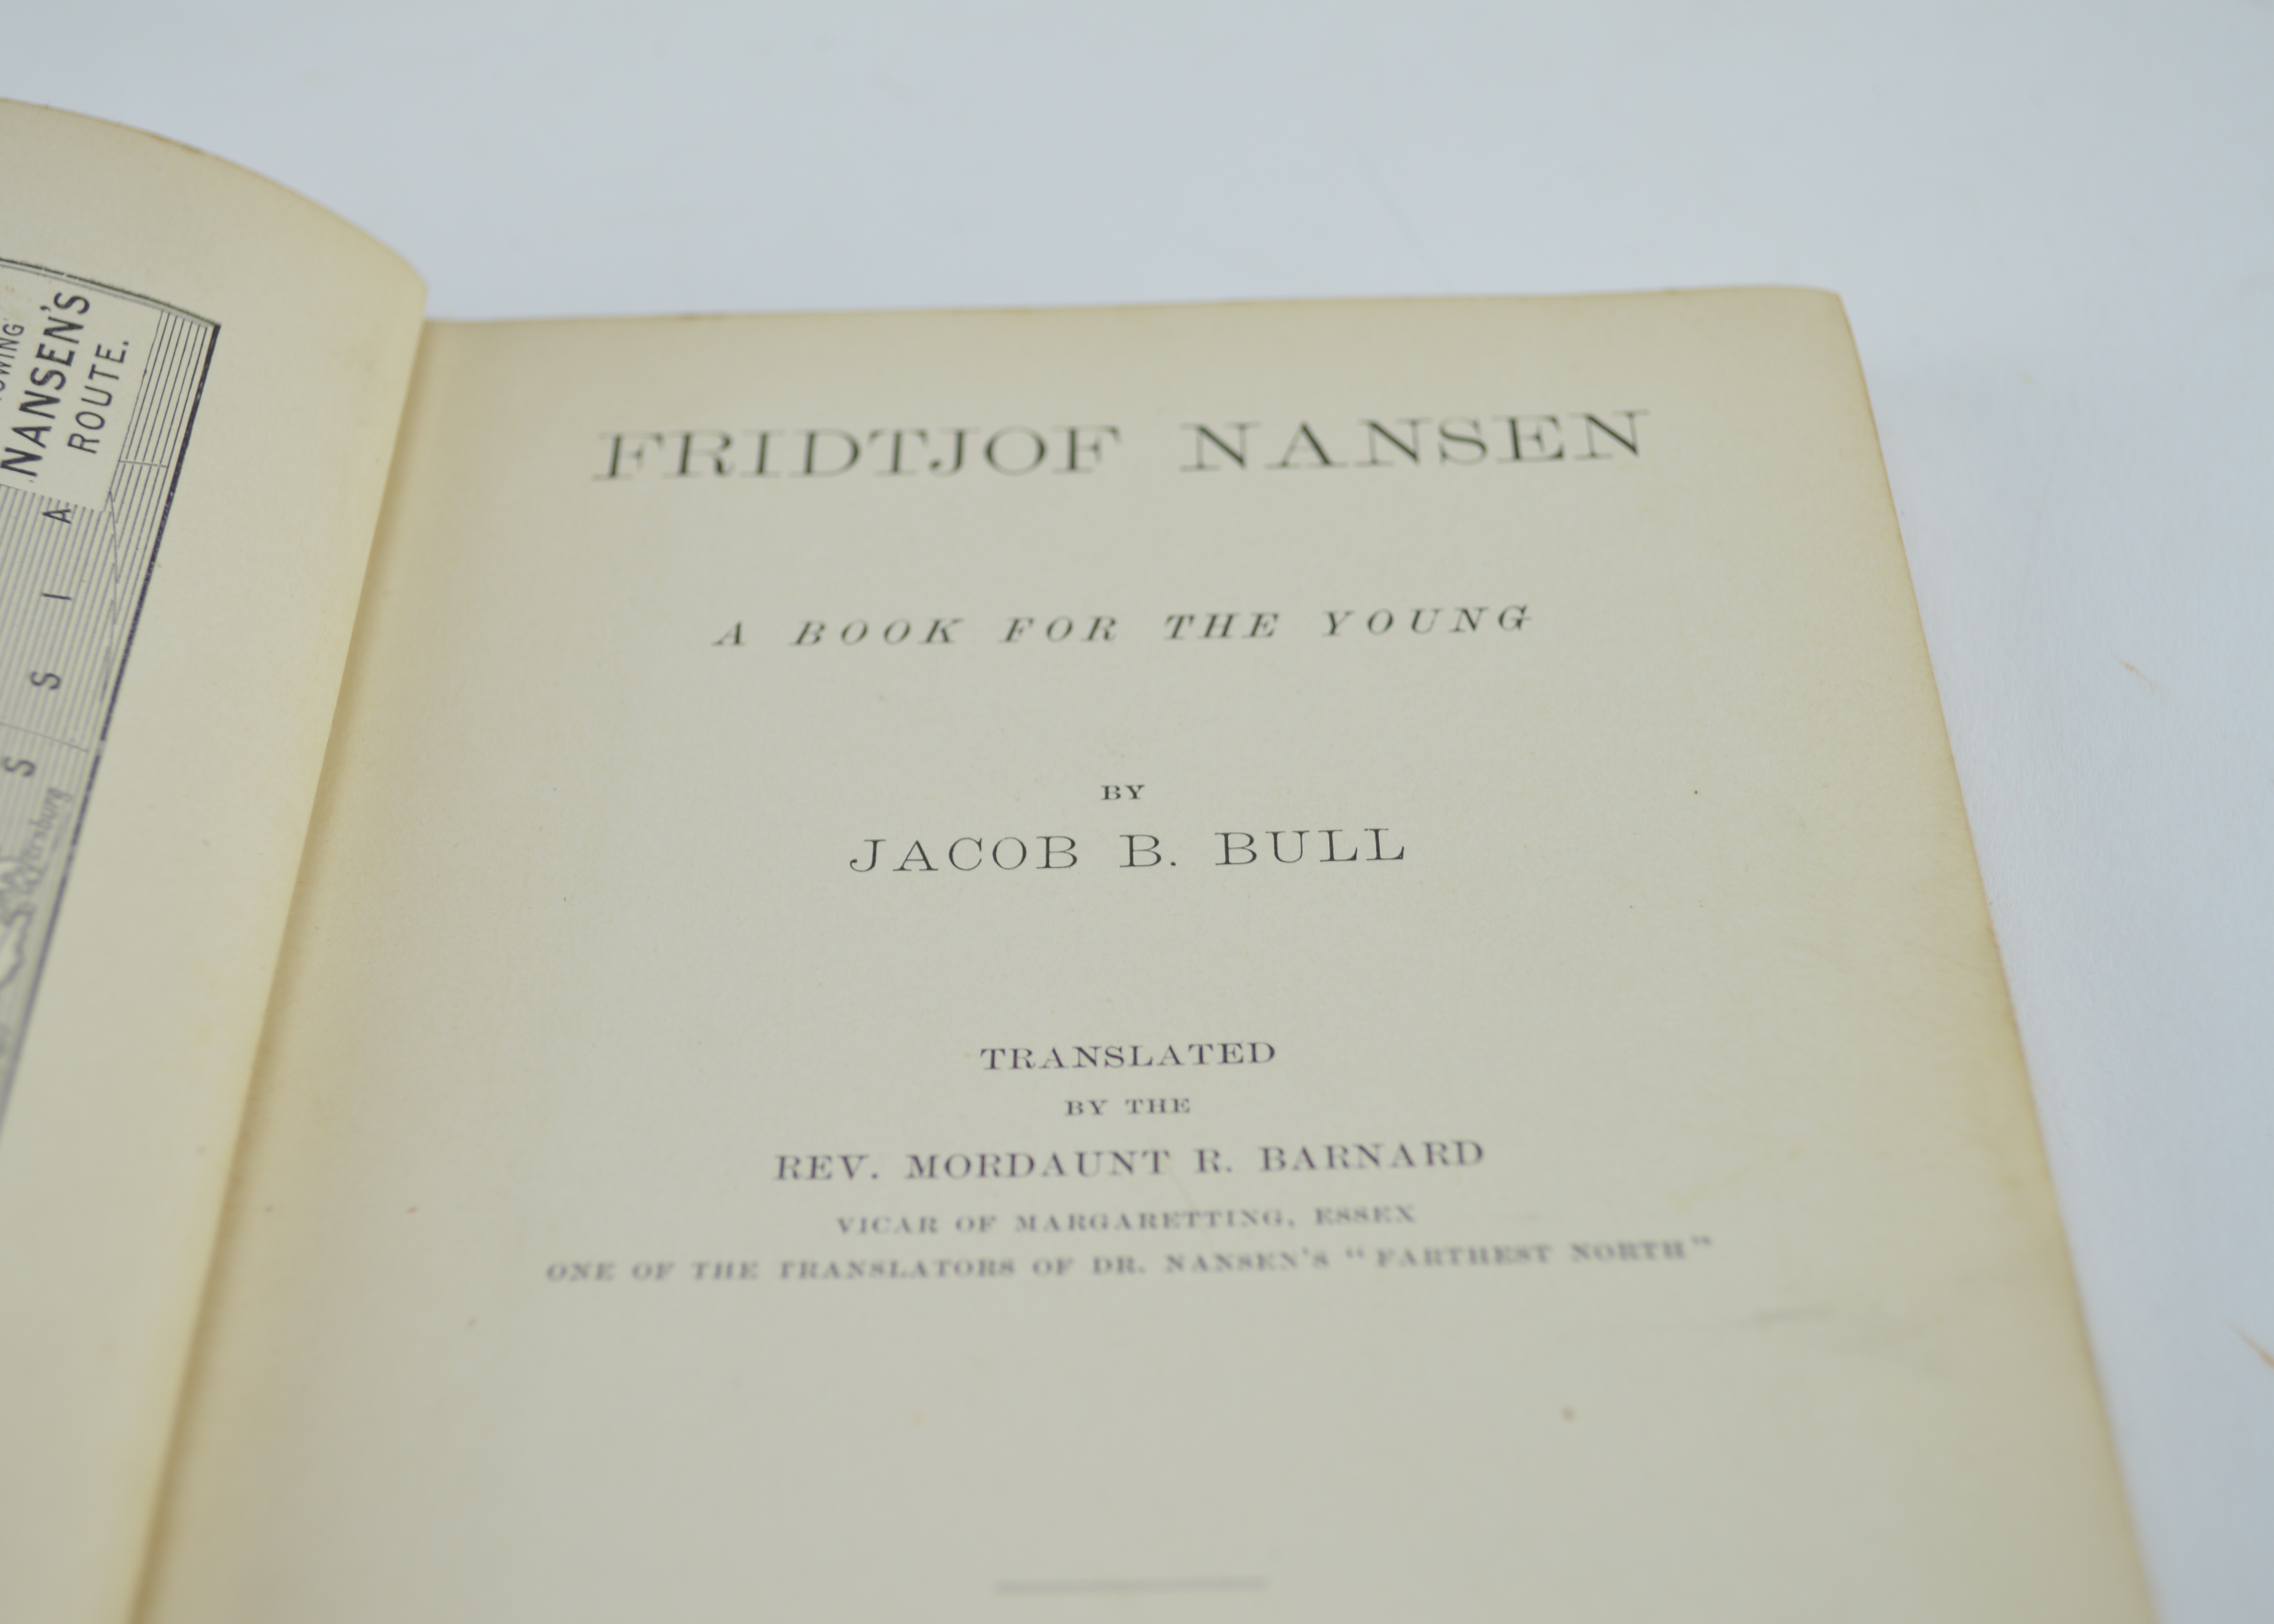 NANSEN'S
ROUTE.
S S I A
FRIDTJOF NANSEN
A BOOK FOR THE YOUNG
BY
JACOB B. BULL
TRANSLATED
BY THE
REV. MORDAUNT R. BARNARD
VICAR OF MARGARETTING, ESSEX
ONE OF THE TRANSLATORS OF DR. NANSEN'S "FARTHEST NORTH"